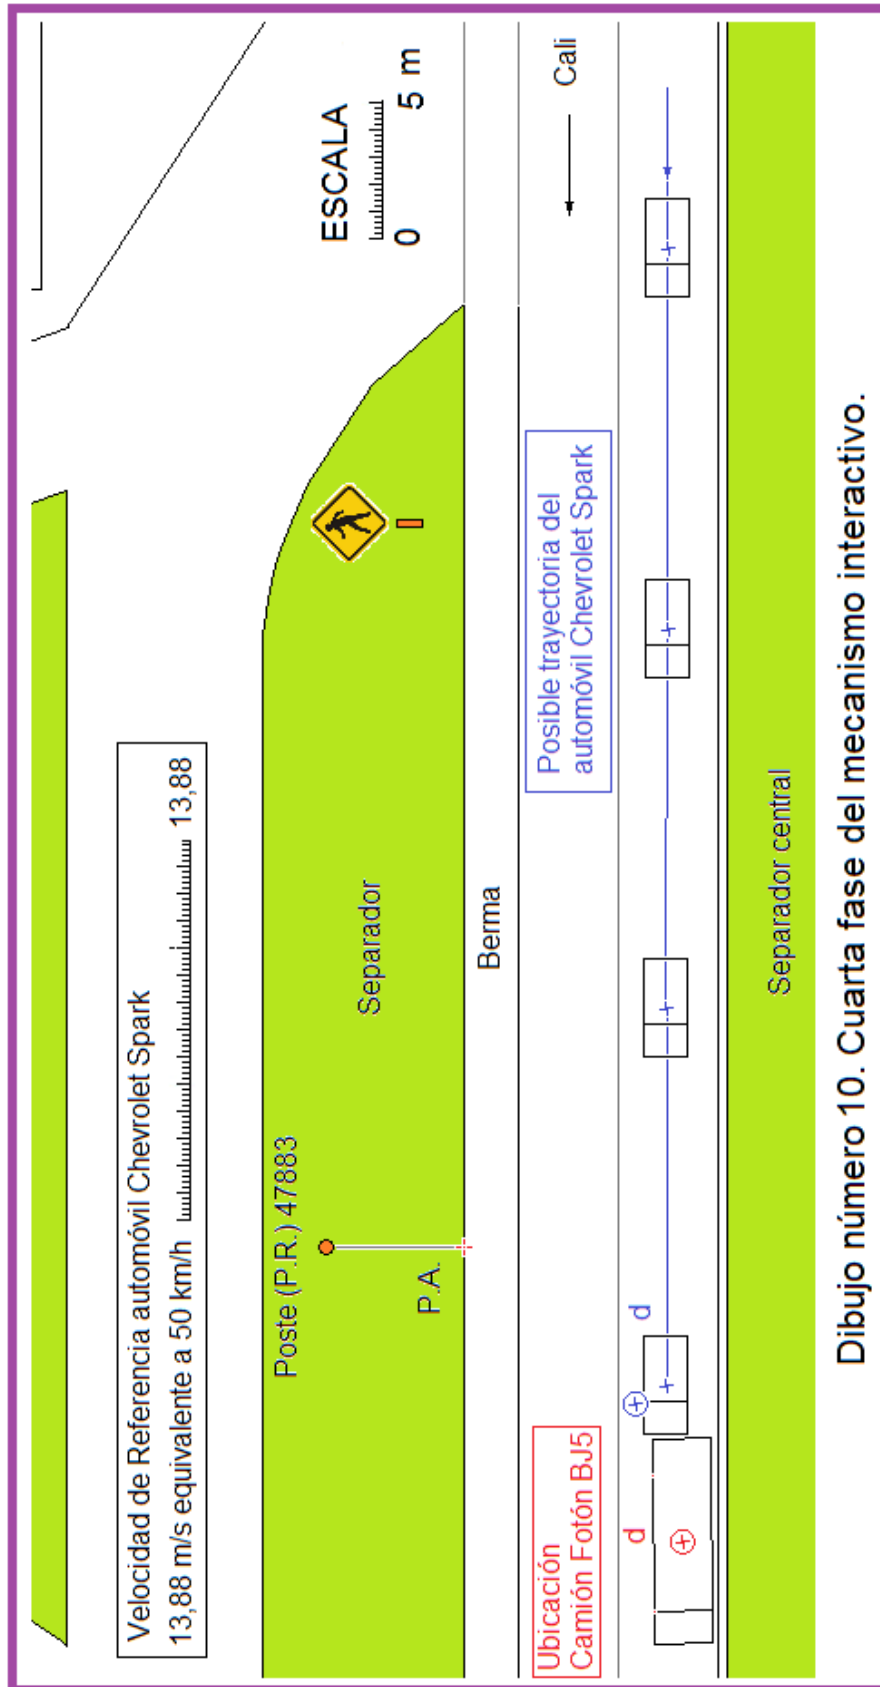 Velocidad de Referencia automóvil Chevrolet Spark
13,88 m/s equivalente a 50 km/h
13,88
Poste (P.R.) 47883
ESCALA
0
5 m
Separador
P.A.
Berma
Posible trayectoria del
automóvil Chevrolet Spark
Cali
Ubicación
Camión Fotón BJ5
d
d
Separador central
Dibujo número 10. Cuarta fase del mecanismo interactivo.